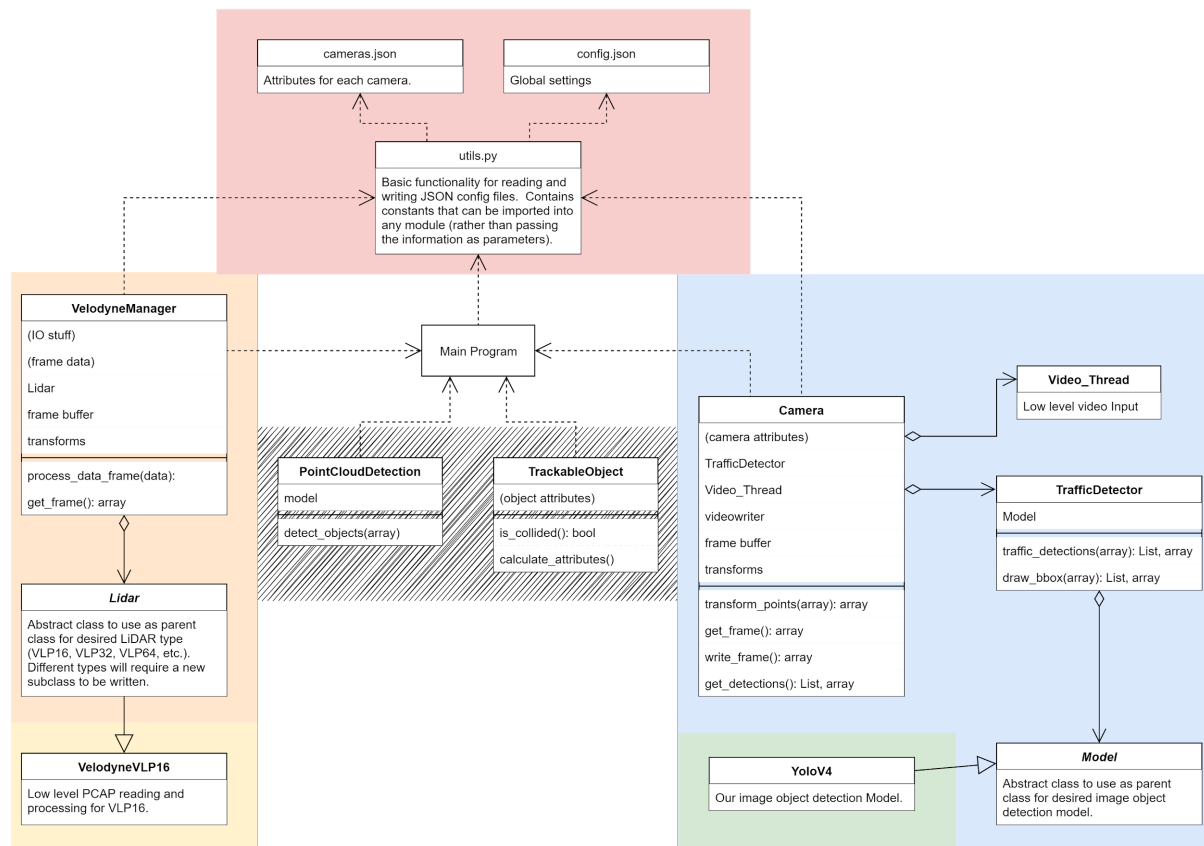 cameras.json
Attributes for each camera.
config.json
Global settings
utils.py
Basic functionality for reading and
writing JSON config files.  Contains
constants that can be imported into
any module (rather than passing
the information as parameters).
VelodyneManager
(IO stuff)
(frame data)
Lidar
frame buffer
transforms
process_data_frame(data):
get_frame(): array
Main Program
PointCloudDetection
model
detect_objects(array)
TrackableObject
(object attributes)
is_collided(): bool
calculate_attributes()
Camera
(camera attributes)
TrafficDetector
Video_Thread
videowriter
frame buffer
transforms
transform_points(array): array
get_frame(): array
write_frame(): array
get_detections(): List, array
Video_Thread
Low level video Input
TrafficDetector
Model
traffic_detections(array): List, array
draw_bbox(array): List, array
Lidar
Abstract class to use as parent
class for desired LiDAR type
(VLP16, VLP32, VLP64, etc.).
Different types will require a new
subclass to be written.
VelodyneVLP16
Low level PCAP reading and
processing for VLP16.
YoloV4
Our image object detection Model.
Model
Abstract class to use as parent
class for desired image object
detection model.